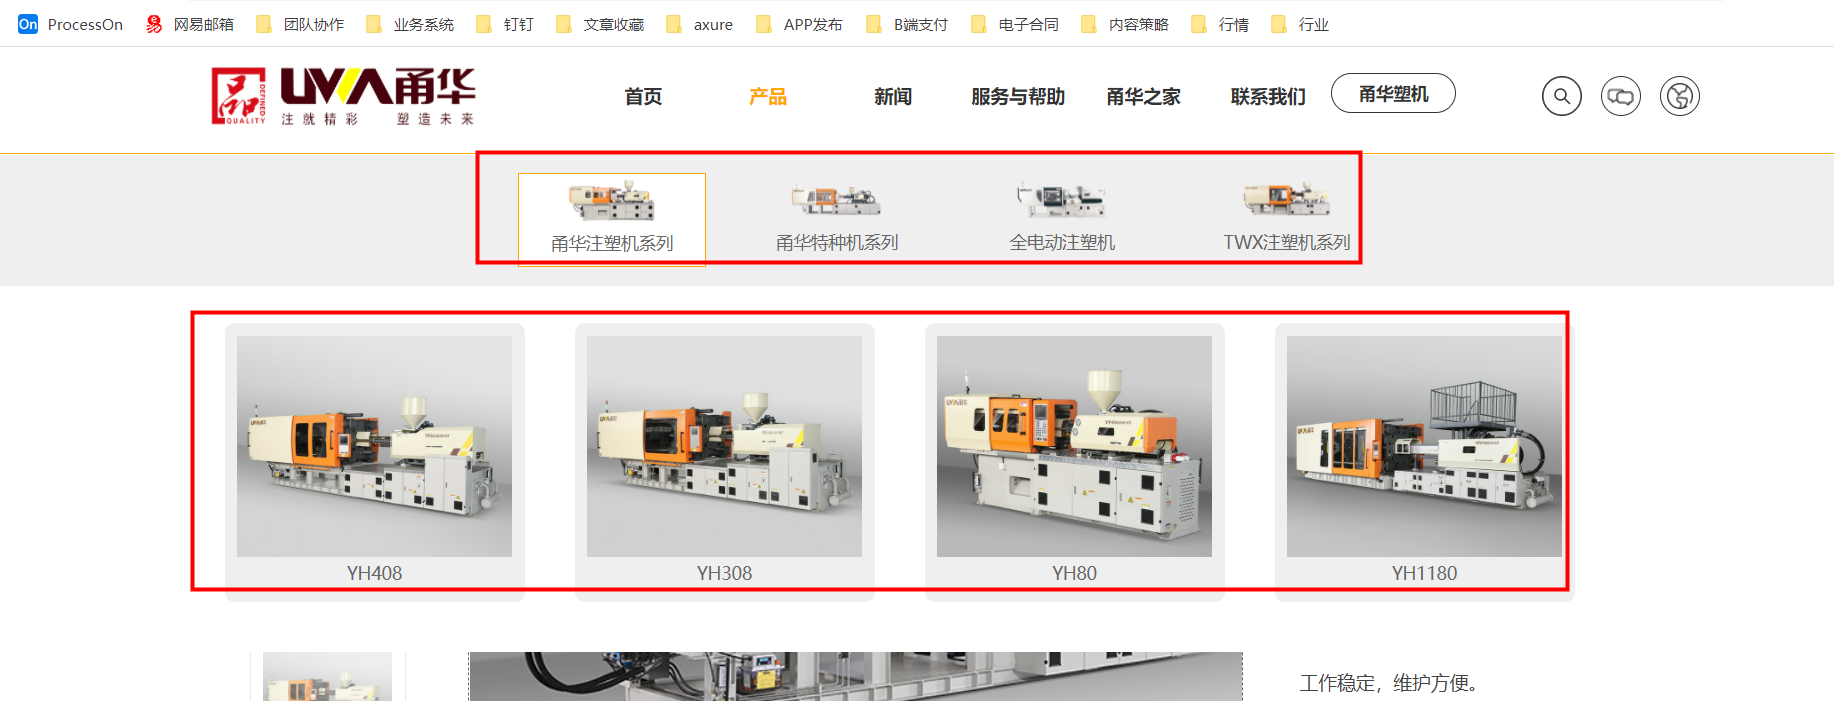 On ProcessOn 网易邮箱 团队协作 业务系统 钉钉 文章收藏 axure APP发布 B端支付 电子合同 内容策略 行情 行业
品 DEFINED QUALITY UWA甬华
注就精彩 塑造未来
首页 产品 新闻 服务与帮助 甬华之家 联系我们 甬华塑机
甬华注塑机系列 甬华特种机系列 全电动注塑机 TWX注塑机系列
YH408 YH308 YH80 YH1180
工作稳定，维护方便。